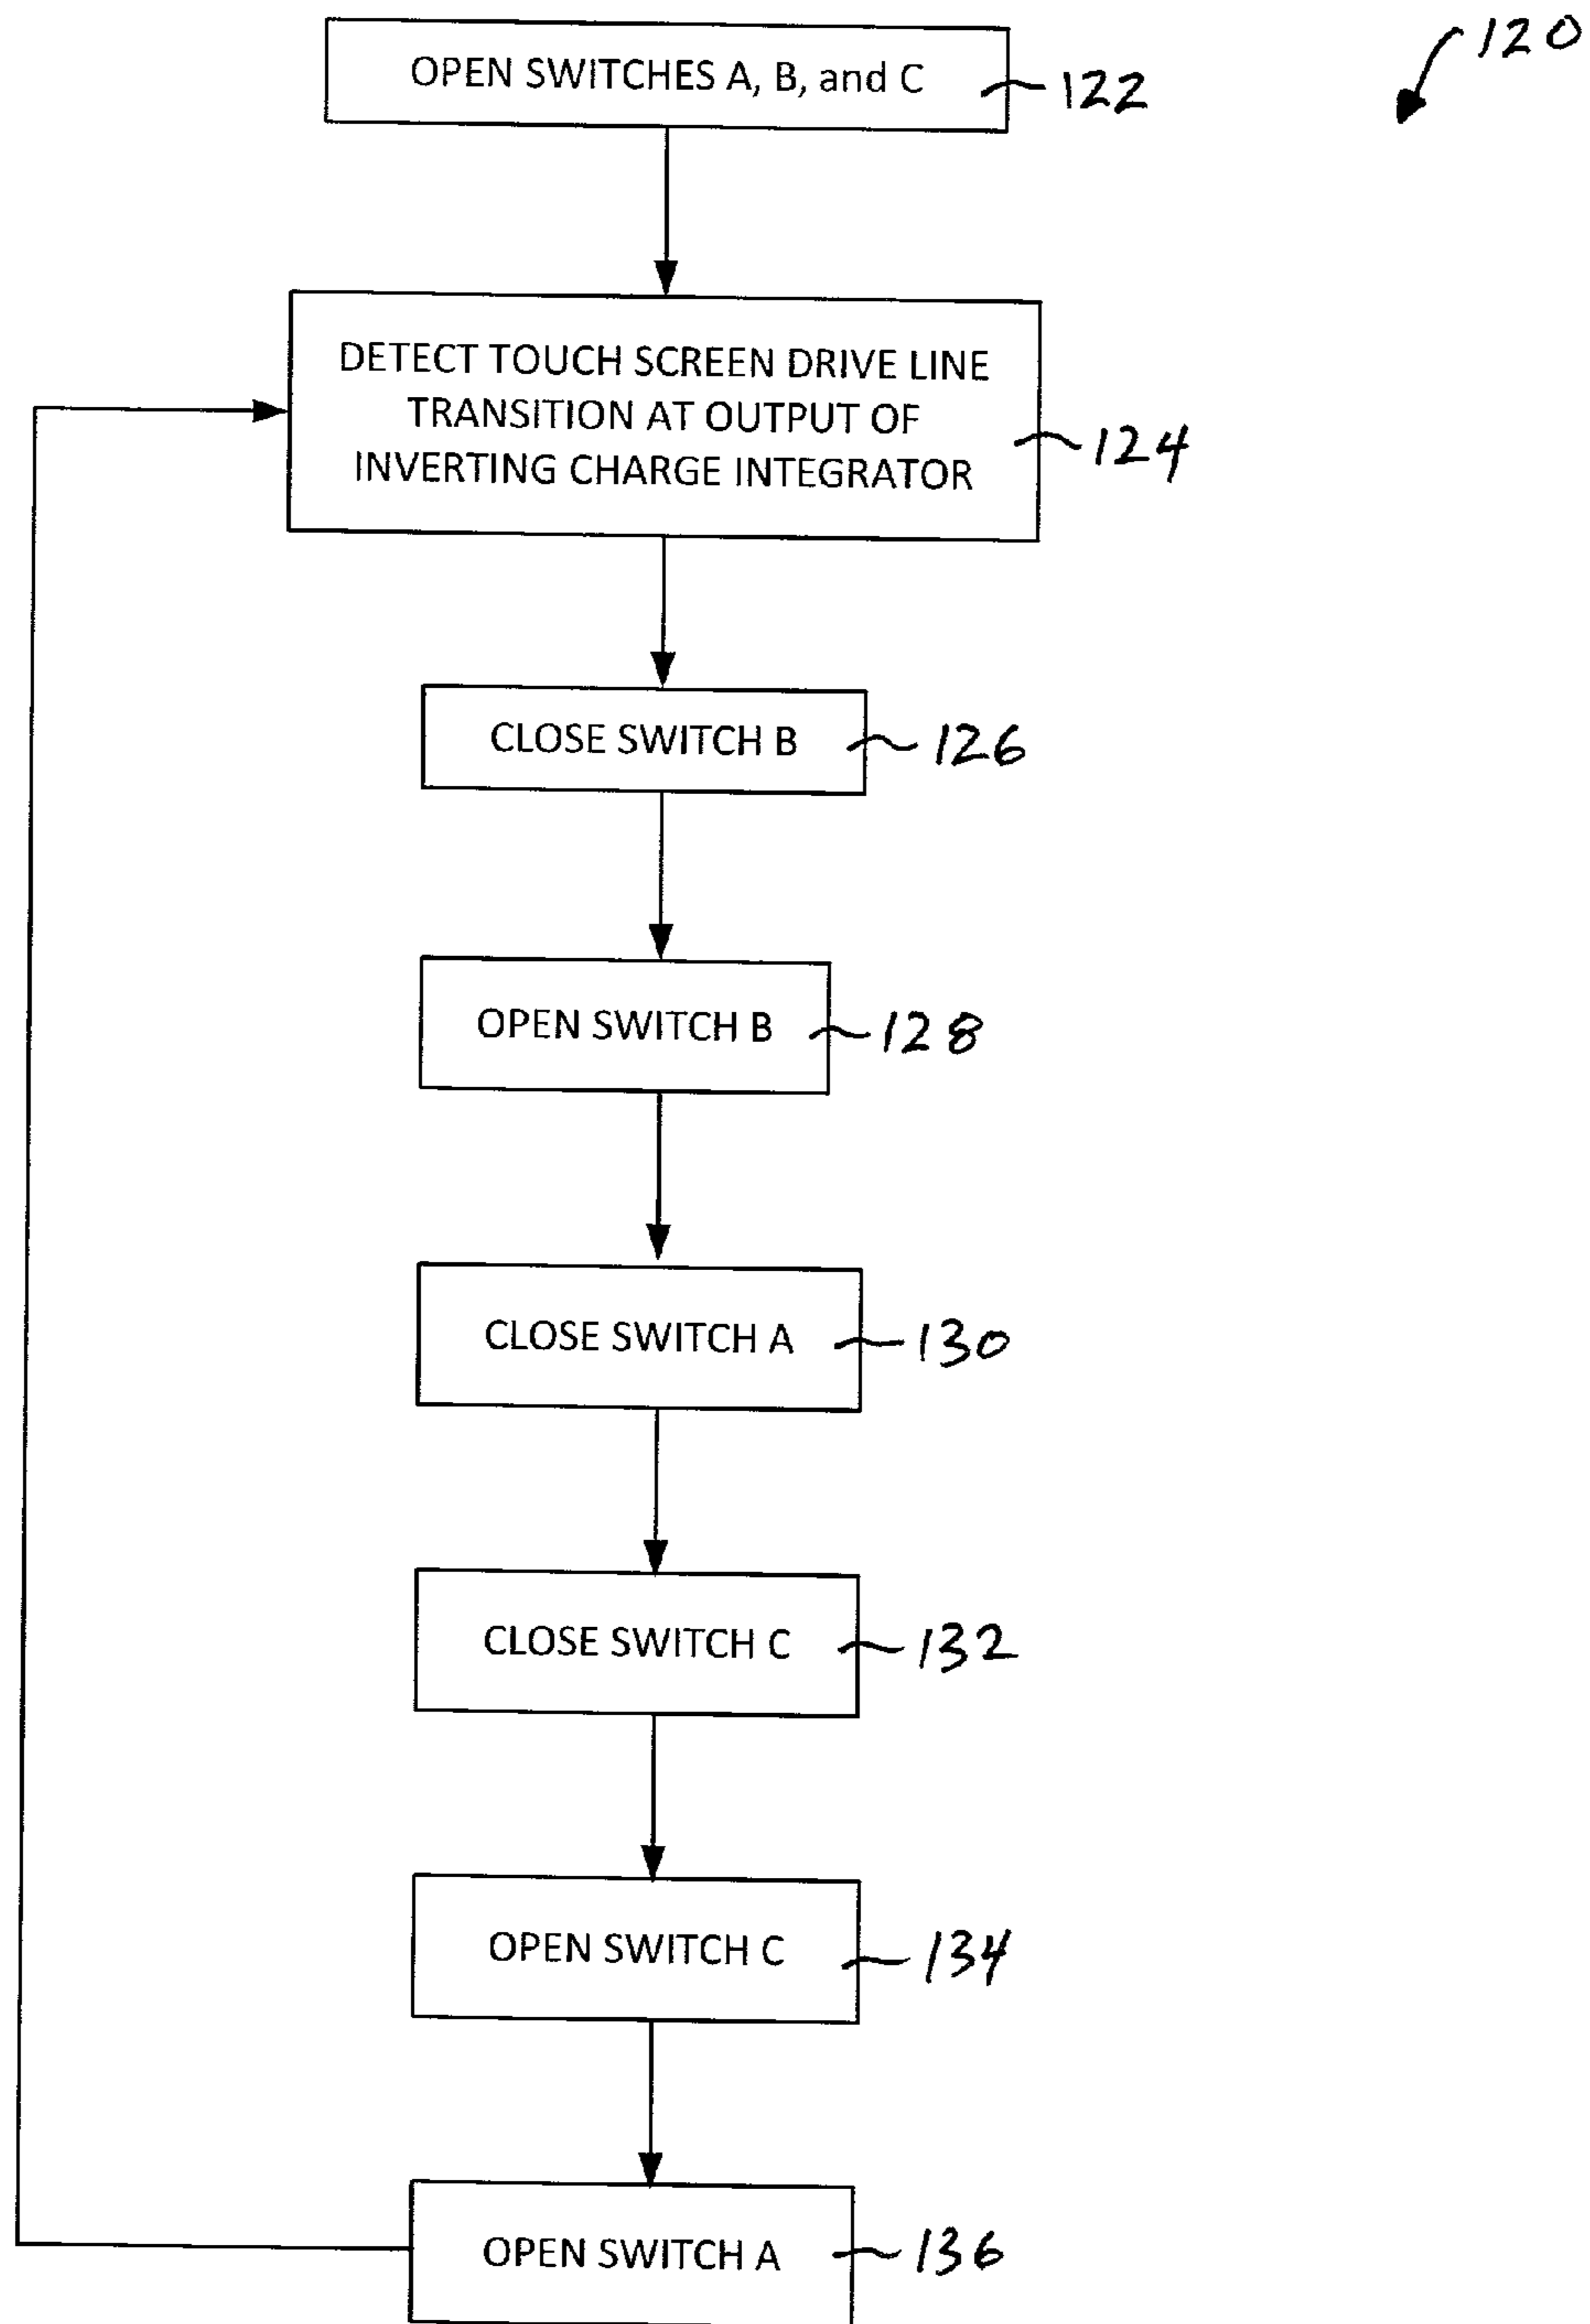 120
OPEN SWITCHES A, B, and C
122
DETECT TOUCH SCREEN DRIVE LINE
TRANSITION AT OUTPUT OF
INVERTING CHARGE INTEGRATOR
124
CLOSE SWITCH B
126
OPEN SWITCH B
128
CLOSE SWITCH A
130
CLOSE SWITCH C
132
OPEN SWITCH C
134
OPEN SWITCH A
136